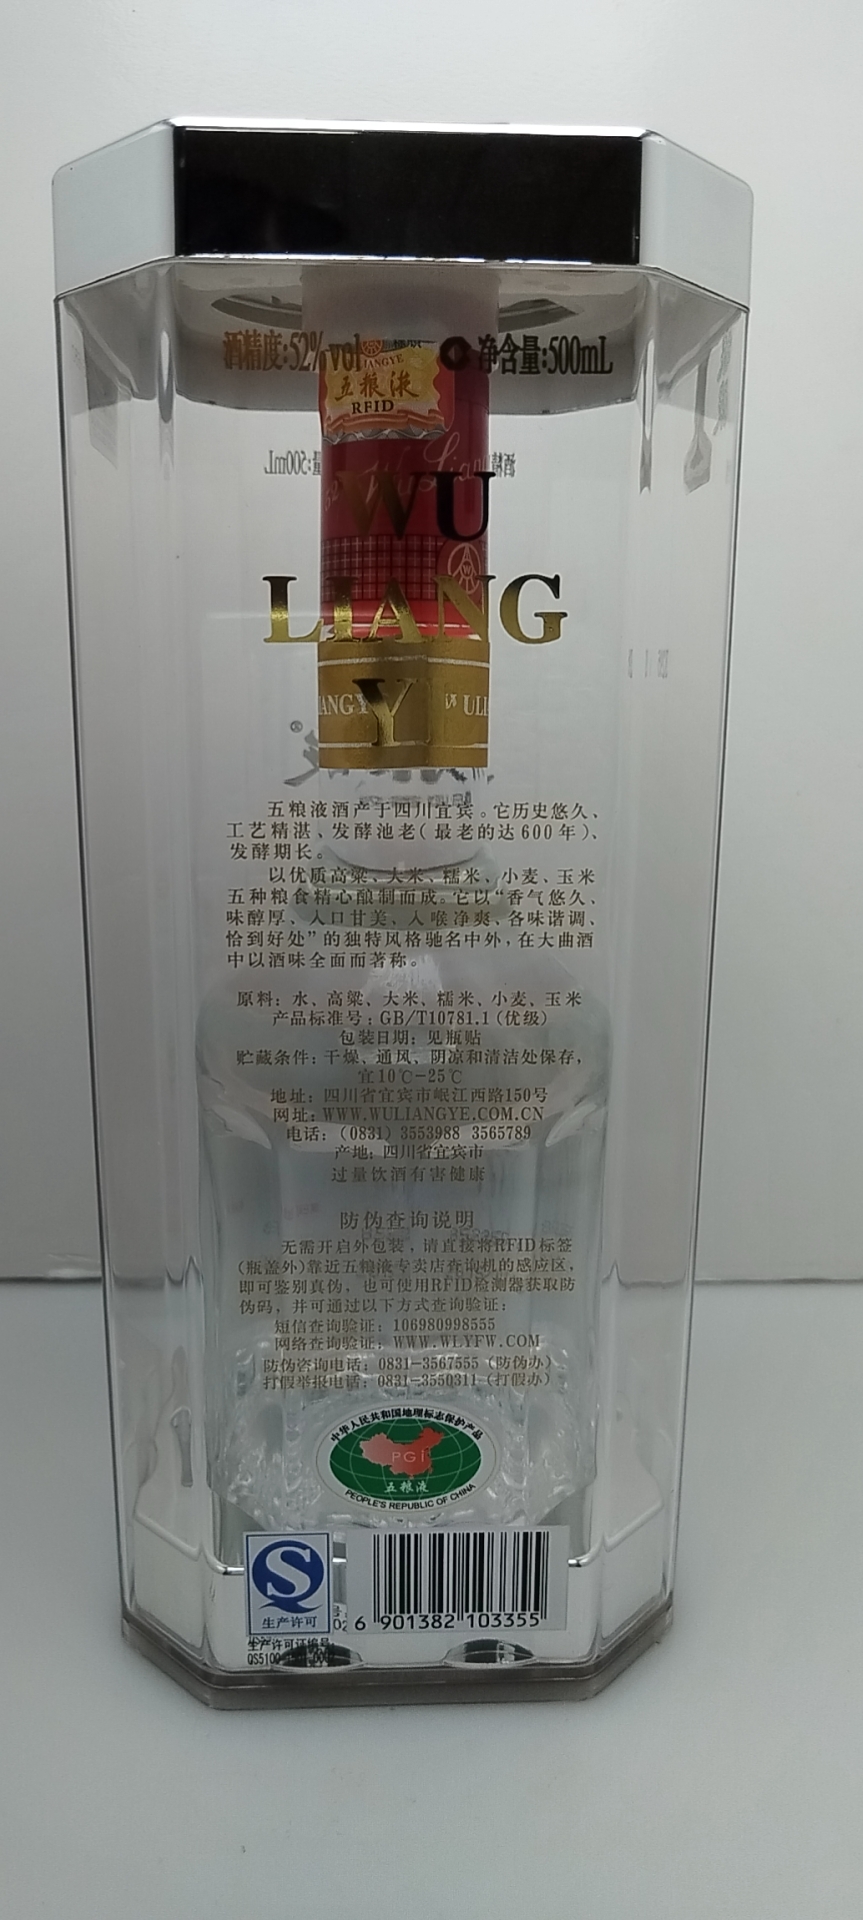 酒精度:52%vol
净含量:500mL
五粮液
RFID
WU
LIANG
Y
五粮液酒产于四川宜宾。它历史悠久、
工艺精湛、发酵池老(最老的达600年)、
发酵期长。
以优质高粱、大米、糯米、小麦、玉米
五种粮食精心酿制而成。它以“香气悠久、
味醇厚、入口甘美、入喉净爽、各味谐调、
恰到好处”的独特风格驰名中外,在大曲酒
中以酒味全面而著称。
原料:水、高粱、大米、糯米、小麦、玉米
产品标准号:GB/T10781.1(优级)
包装日期:见瓶贴
贮藏条件:干燥、通风、阴凉和清洁处保存,
宜10℃-25℃
地址:四川省宜宾市岷江西路150号
网址:WWW.WULIANGYE.COM.CN
电话:(0831)3553988 3565789
产地:四川省宜宾市
过量饮酒有害健康
防伪查询说明
无需开启外包装,请直接将RFID标签
(瓶盖外)靠近五粮液专卖店查询机的感应区,
即可鉴别真伪,也可使用RFID检测器获取防
伪码,并可通过以下方式查询验证:
短信查询验证:106980998555
网络查询验证:WWW.WLYFW.COM
防伪咨询电话:0831-3567555(防伪办)
打假举报电话:0831-3550311(打假办)
中华人民共和国地理标志保护产品
PGI
五粮液
PEOPLE'S REPUBLIC OF CHINA
生产许可
6 901382 103355
生产许可证编号
QS5100